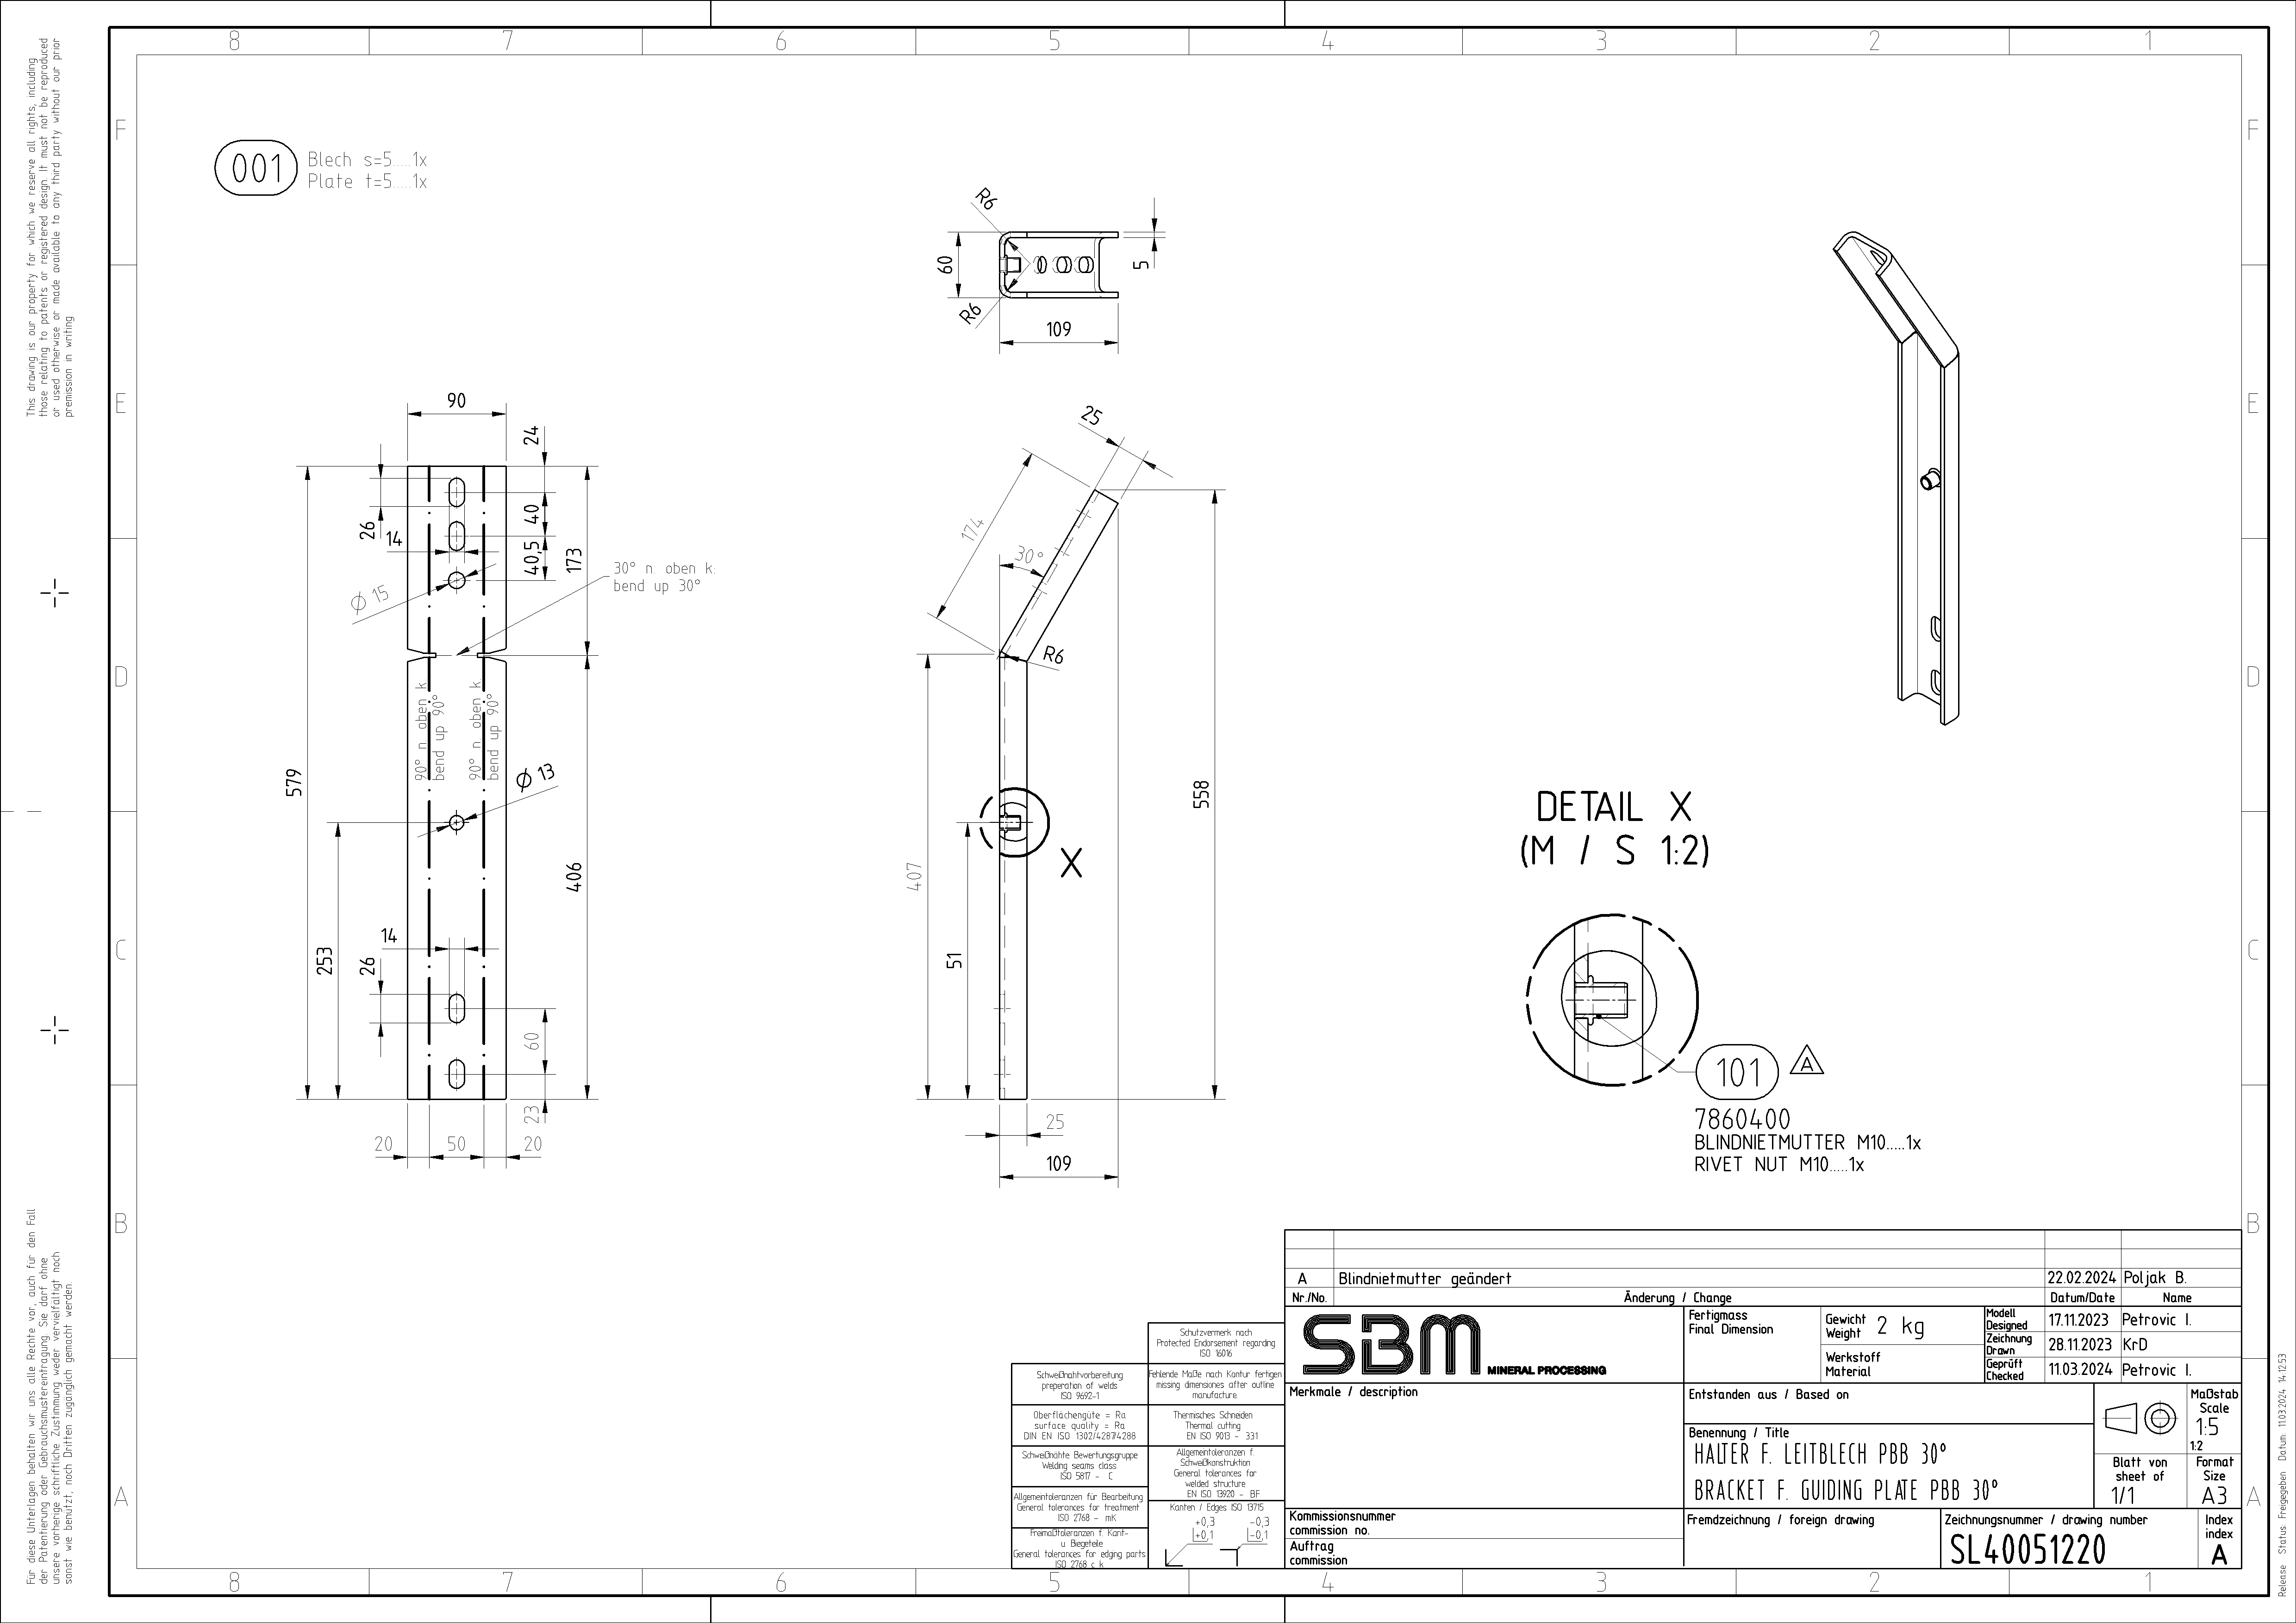 8 7 6 5 4 3 2 1
F
E
D
C
B
A
This drawing is our property for which we reserve all rights, including
those relating to patents or registered design. It must not be reproduced
or used otherwise or made available to any third party without our prior
premission in writing
Für diese Unterlagen behalten wir uns alle Rechte vor, auch für den Fall
der Patentierung oder Gebrauchsmustereintragung. Sie darf ohne
unsere vorherige schriftliche Zustimmung weder vervielfältigt noch
sonst wie benützt, noch Dritten zugänglich gemacht werden.
001
Blech s=5.....1x
Plate t=5.....1x
R6
60
5
R6
109
90
24
26
14
40
40,5
173
Ø 15
30° n. oben k.
bend up 30°
90° n. oben k.
bend up 90°
90° n. oben k.
bend up 90°
Ø 13
579
253
406
14
26
60
23
20
50
20
25
174
30°
R6
558
407
X
51
25
109
DETAIL X
(M / S 1:2)
101
A
7860400
BLINDNIETMUTTER M10.....1x
RIVET NUT M10.....1x
A Blindnietmutter geändert 22.02.2024 Poljak B.
Nr./No. Änderung / Change Datum/Date Name
SBM
MINERAL PROCESSING
Fertigmass
Final Dimension
Gewicht
Weight
2 kg
Werkstoff
Material
Modell
Designed
17.11.2023 Petrovic I.
Zeichnung
Drawn
28.11.2023 KrD
Geprüft
Checked
11.03.2024 Petrovic I.
Merkmale / description
Entstanden aus / Based on
Benennung / Title
HALTER F. LEITBLECH PBB 30°
BRACKET F. GUIDING PLATE PBB 30°
Maßstab
Scale
1:5
1:2
Blatt von
sheet of
1/1
Format
Size
A3
Kommissionsnummer
commission no.
Auftrag
commission
Fremdzeichnung / foreign drawing
Zeichnungsnummer / drawing number
SL40051220
Index
index
A
Schutzvermerk nach
Protected Endorsement regarding
ISO 16016
Schweißnahtvorbereitung
preperation of welds
ISO 9692-1
Fehlende Maße nach Kontur fertigen
missing dimensiones after outline
manufacture.
Oberflächengüte = Ra
surface quality = Ra
DIN EN ISO 1302/4287/4288
Thermisches Schneiden
Thermal cutting
EN ISO 9013 - 331
Schweißnähte Bewertungsgruppe
Welding seams class
ISO 5817 - C
Allgemeintoleranzen f.
Schweißkonstruktion
General tolerances for
welded structure
EN ISO 13920 - BF
Allgementoleranzen für Bearbeitung
General tolerances for treatment
ISO 2768 - mK
Kanten / Edges ISO 13715
+0,3
+0,1
-0,3
-0,1
Freimaßtoleranzen f. Kant-
u. Biegeteile
General tolerances for edging parts
ISO 2768 c k
8 7 6 5 4 3 2 1
F
E
D
C
B
A
Release Status: Freigegeben Datum: 11.03.2024 14:12:53